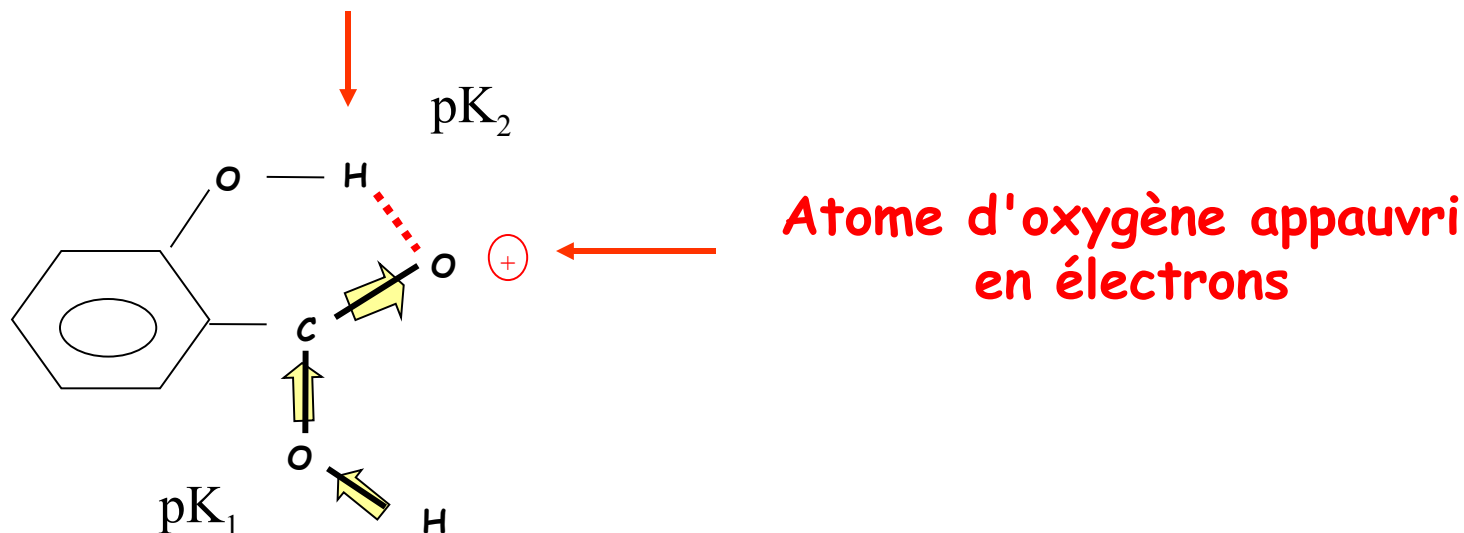 pK2
O H
O +
Atome d'oxygène appauvri
en électrons
C
O
pK1
H